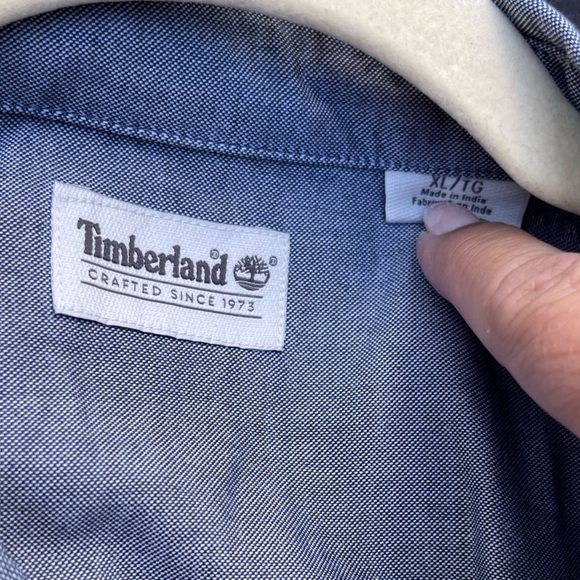 Timberland®
CRAFTED SINCE 1973
XL/TG
Made in India
en Inde